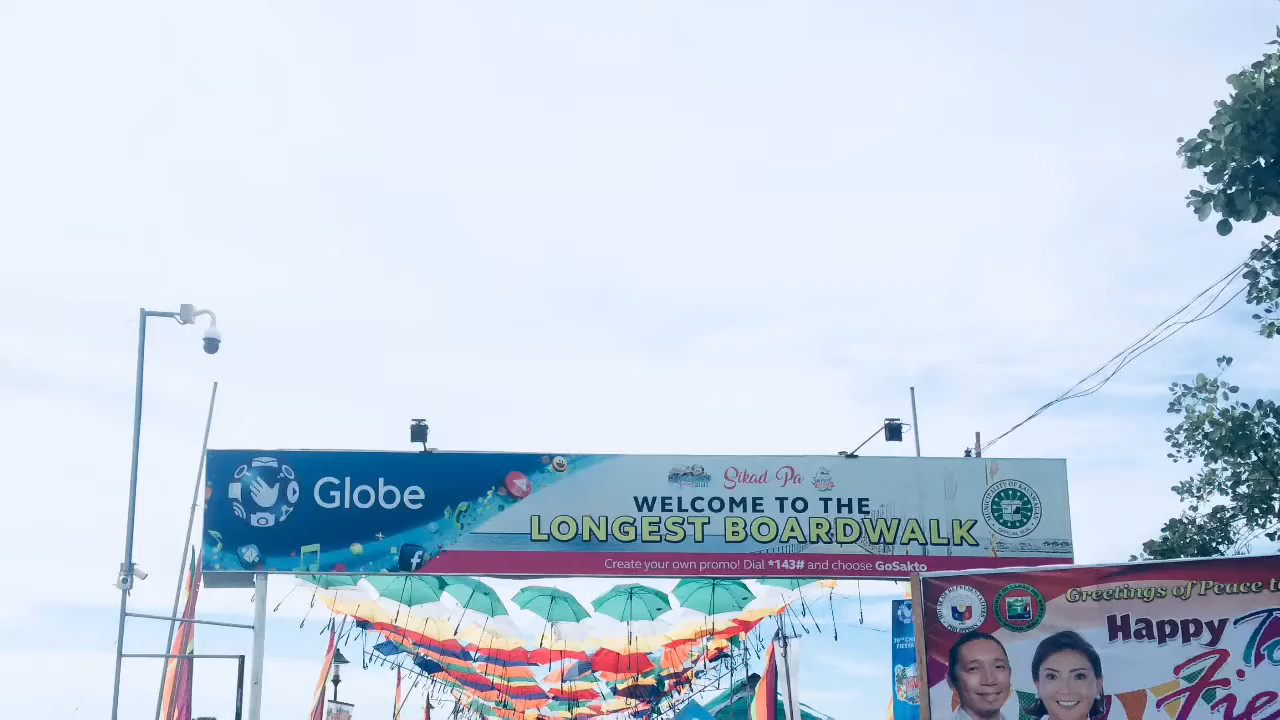 Globe
Sikad Pa
WELCOME TO THE
LONGEST BOARDWALK
Create your own promo! Dial *143# and choose GoSakto
Greetings of Peace
Happy